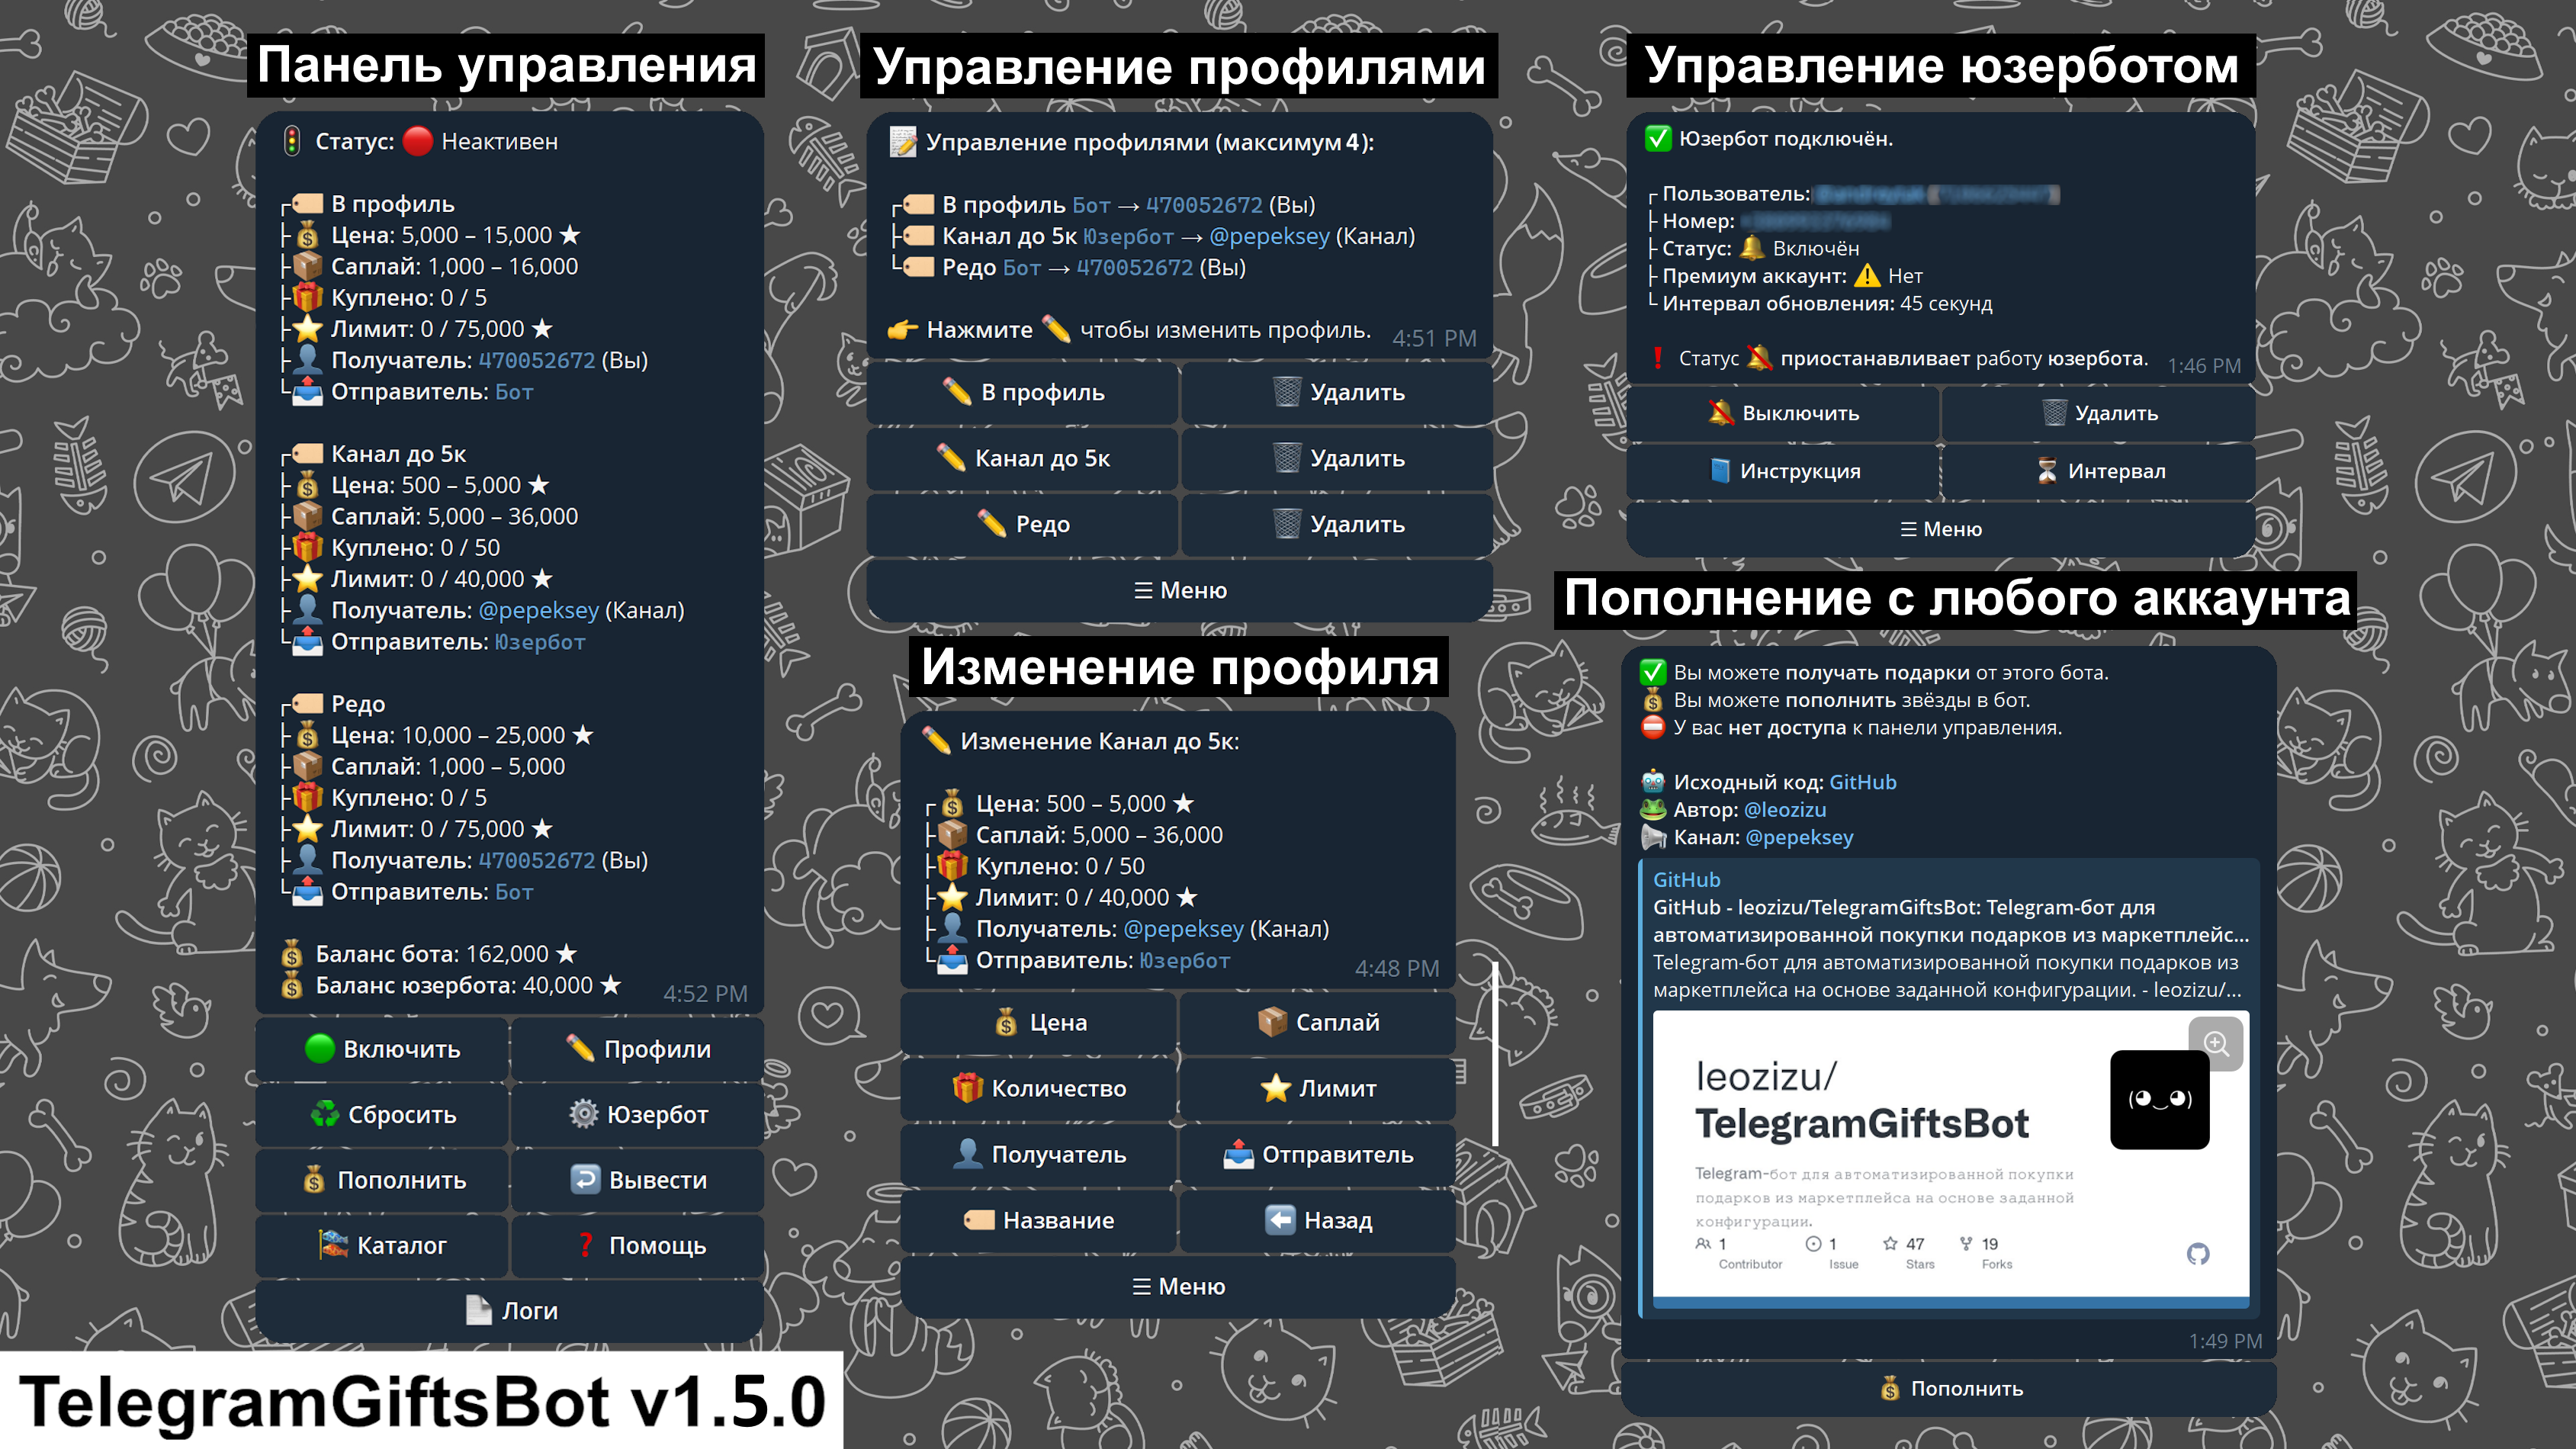 Панель управления
Статус: Неактивен
В профиль
Цена: 5,000 – 15,000 ★
Саплай: 1,000 – 16,000
Куплено: 0 / 5
Лимит: 0 / 75,000 ★
Получатель: 470052672 (Вы)
Отправитель: Бот
Канал до 5к
Цена: 500 – 5,000 ★
Саплай: 5,000 – 36,000
Куплено: 0 / 50
Лимит: 0 / 40,000 ★
Получатель: @pepeksey (Канал)
Отправитель: Юзербот
Редо
Цена: 10,000 – 25,000 ★
Саплай: 1,000 – 5,000
Куплено: 0 / 5
Лимит: 0 / 75,000 ★
Получатель: 470052672 (Вы)
Отправитель: Бот
Баланс бота: 162,000 ★
Баланс юзербота: 40,000 ★ 4:52 PM
Включить Профили
Сбросить Юзербот
Пополнить Вывести
Каталог Помощь
Логи
TelegramGiftsBot v1.5.0
Управление профилями
Управление профилями (максимум 4):
В профиль Бот → 470052672 (Вы)
Канал до 5к Юзербот → @pepeksey (Канал)
Редо Бот → 470052672 (Вы)
Нажмите чтобы изменить профиль. 4:51 PM
В профиль Удалить
Канал до 5к Удалить
Редо Удалить
☰ Меню
Изменение профиля
Изменение Канал до 5к:
Цена: 500 – 5,000 ★
Саплай: 5,000 – 36,000
Куплено: 0 / 50
Лимит: 0 / 40,000 ★
Получатель: @pepeksey (Канал)
Отправитель: Юзербот 4:48 PM
Цена Саплай
Количество Лимит
Получатель Отправитель
Название Назад
☰ Меню
Управление юзерботом
Юзербот подключён.
Пользователь:
Номер:
Статус: Включён
Премиум аккаунт: Нет
Интервал обновления: 45 секунд
Статус приостанавливает работу юзербота. 1:46 PM
Выключить Удалить
Инструкция Интервал
☰ Меню
Пополнение с любого аккаунта
Вы можете получать подарки от этого бота.
Вы можете пополнить звёзды в бот.
У вас нет доступа к панели управления.
Исходный код: GitHub
Автор: @leozizu
Канал: @pepeksey
GitHub
GitHub - leozizu/TelegramGiftsBot: Telegram-бот для
автоматизированной покупки подарков из маркетплейс...
Telegram-бот для автоматизированной покупки подарков из
маркетплейса на основе заданной конфигурации. - leozizu/...
leozizu/
TelegramGiftsBot
Telegram-бот для автоматизированной покупки
подарков из маркетплейса на основе заданной
конфигурации.
1 1 47 19
Contributor Issue Stars Forks
1:49 PM
Пополнить